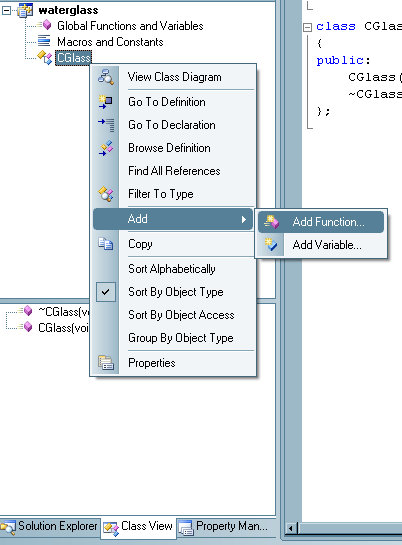 waterglass
Global Functions and Variables
Macros and Constants
CGlass
View Class Diagram
Go To Definition
Go To Declaration
Browse Definition
Find All References
Filter To Type
Add
Copy
Sort Alphabetically
Sort By Object Type
Sort By Object Access
Group By Object Type
Properties
Add Function...
Add Variable...
~CGlass(voi
CGlass(voi
Solution Explorer
Class View
Property Man...
class CGlas
{
public:
CGlass(
~CGlass
};